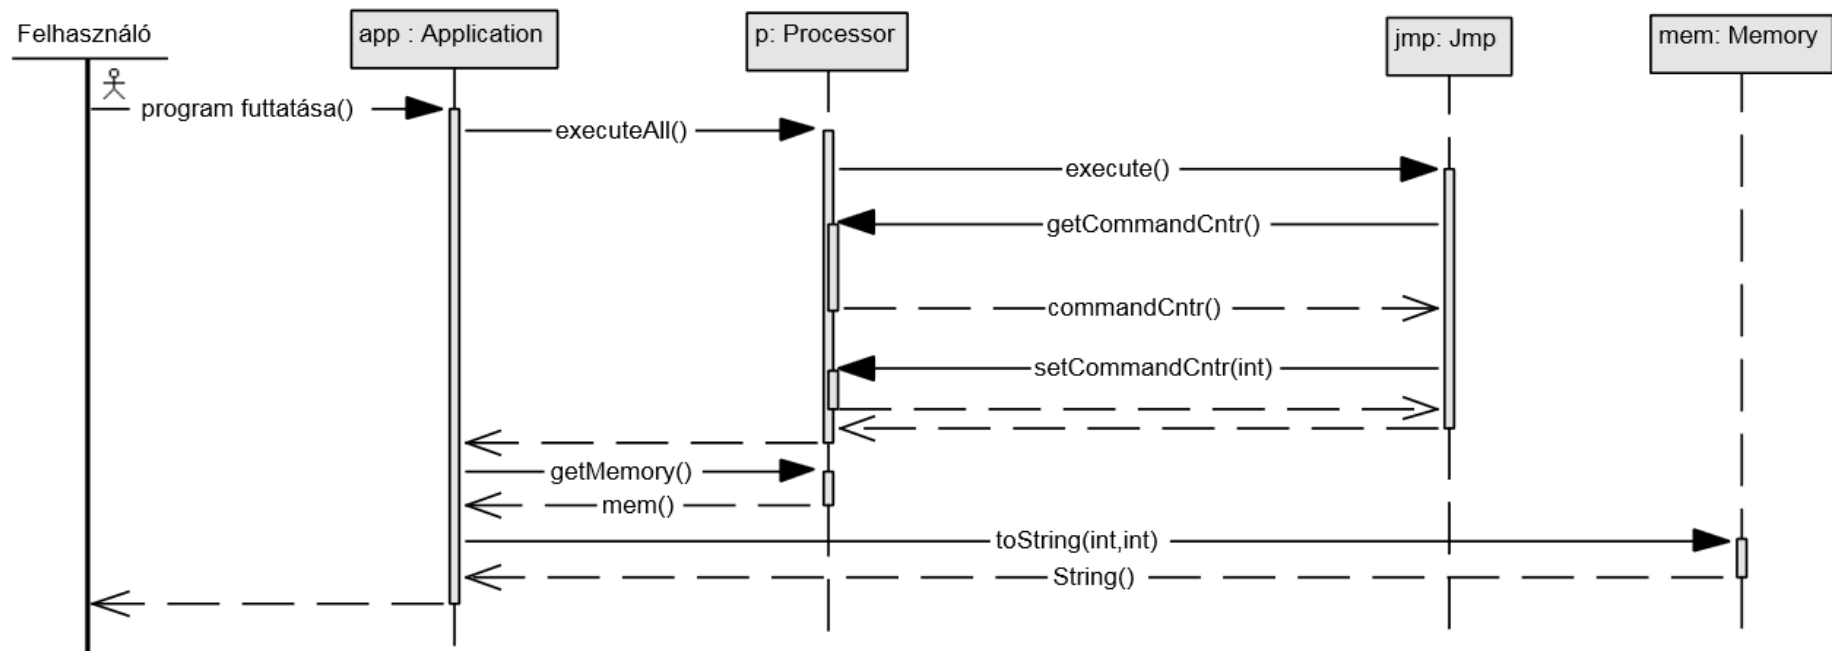 Felhasználó
app : Application
p: Processor
jmp: Jmp
mem: Memory
program futtatása()
executeAll()
execute()
getCommandCntr()
commandCntr()
setCommandCntr(int)
getMemory()
mem()
toString(int,int)
String()